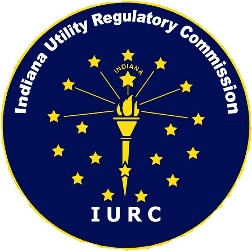 Indiana Utility Regulatory Commission
INDIANA
IURC